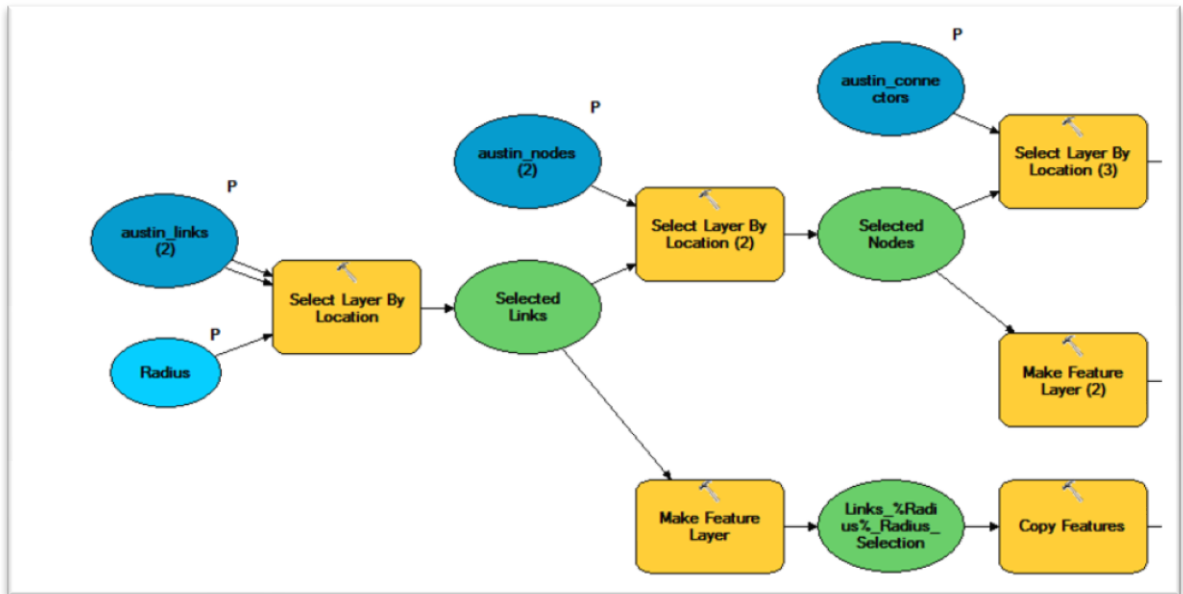 P
austin_conne
ctors
Select Layer By
Location (3)
P
austin_nodes
(2)
Select Layer By
Location (2)
Selected
Nodes
P
austin_links
(2)
Select Layer By
Location
Selected
Links
P
Radius
Make Feature
Layer (2)
Make Feature
Layer
Links_%Radi
us%_Radius_
Selection
Copy Features